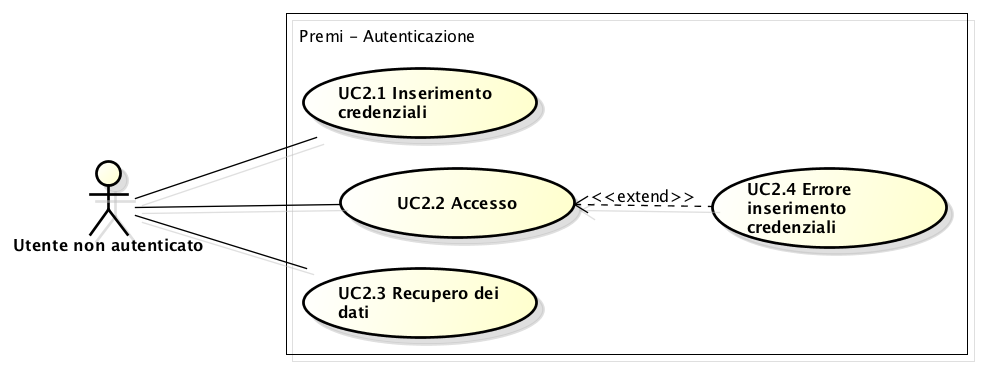 Premi - Autenticazione
UC2.1 Inserimento
credenziali
UC2.2 Accesso
<<extend>>
UC2.4 Errore
inserimento
credenziali
Utente non autenticato
UC2.3 Recupero dei
dati